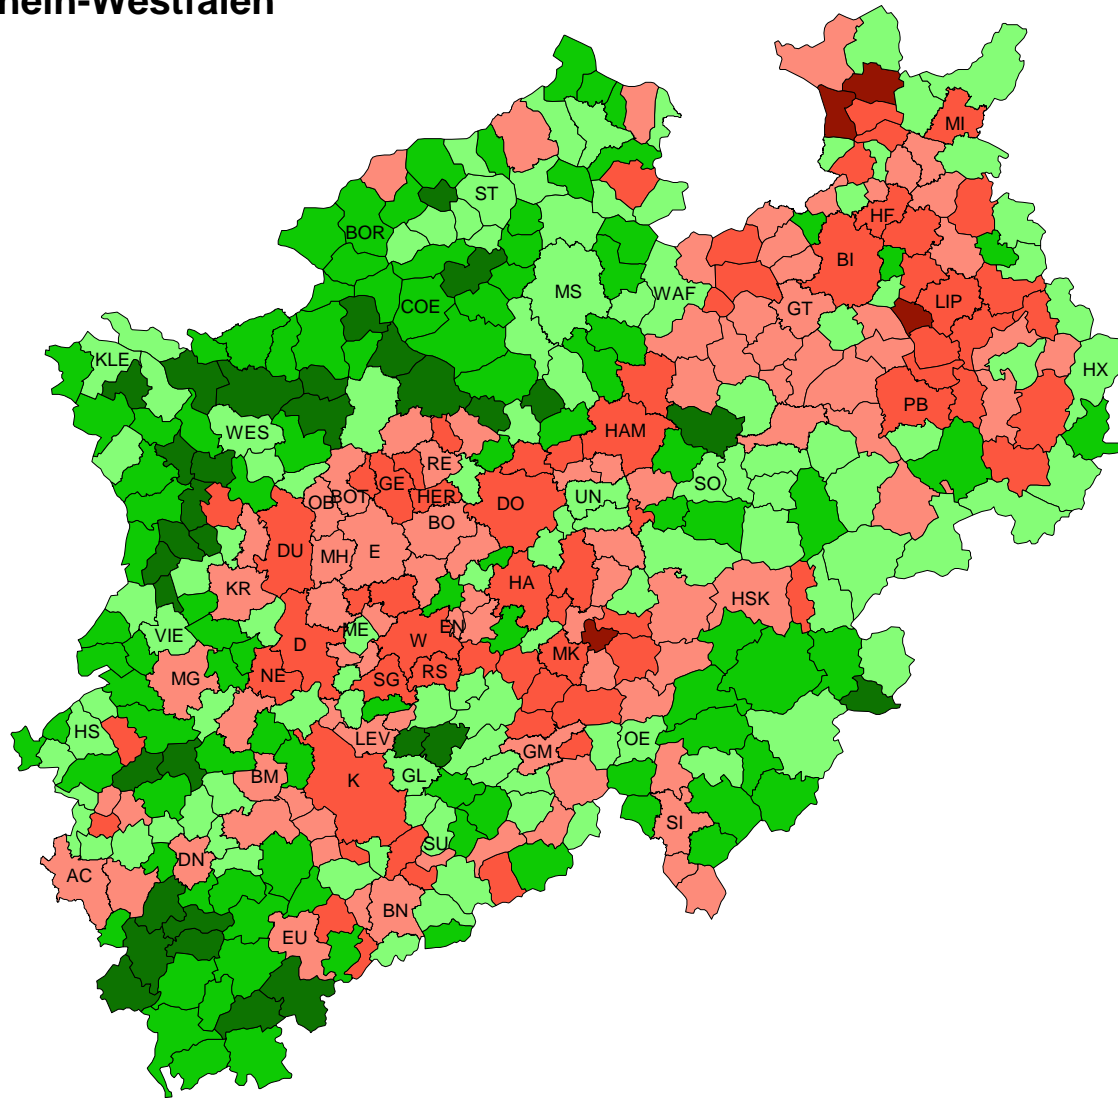 hein-Westfalen
MI
ST
HF
BOR
BI
MS
WAF
COE
LIP
GT
KLE
HX
PB
WES
HAM
RE
GE
SO
BOT
HER
UN
OB
DO
BO
DU
MH
E
HA
KR
HSK
EN
ME
VIE
W
D
MK
RS
NE
MG
SG
HS
LEV
OE
GM
BM
GL
K
SI
SU
DN
AC
BN
EU